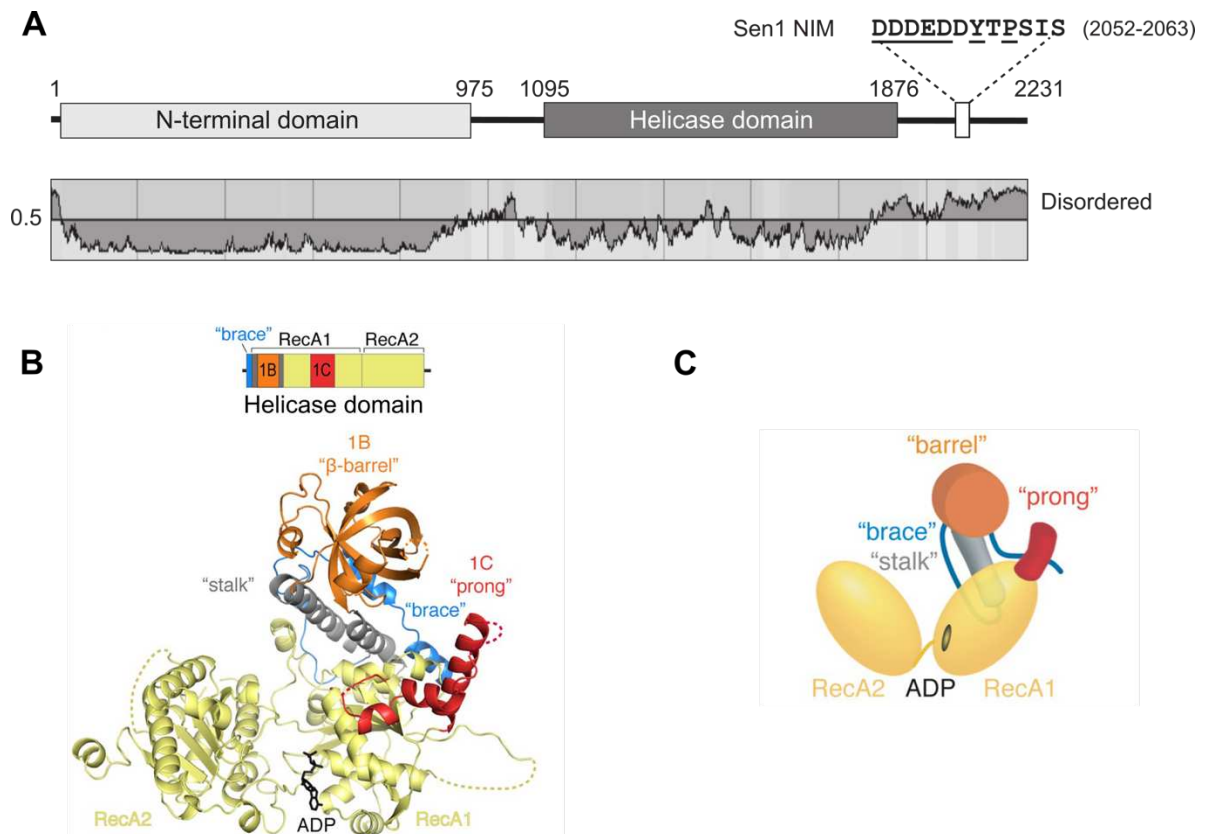 A
Sen1 NIM DDDEDDYTPSIS (2052-2063)
1 975 1095 1876 2231
N-terminal domain Helicase domain
0.5 Disordered
B
"brace" RecA1 RecA2
1B 1C
Helicase domain
1B
"β-barrel"
"stalk"
1C
"prong"
"brace"
RecA2 ADP RecA1
C
"barrel"
"prong"
"brace"
"stalk"
RecA2 ADP RecA1